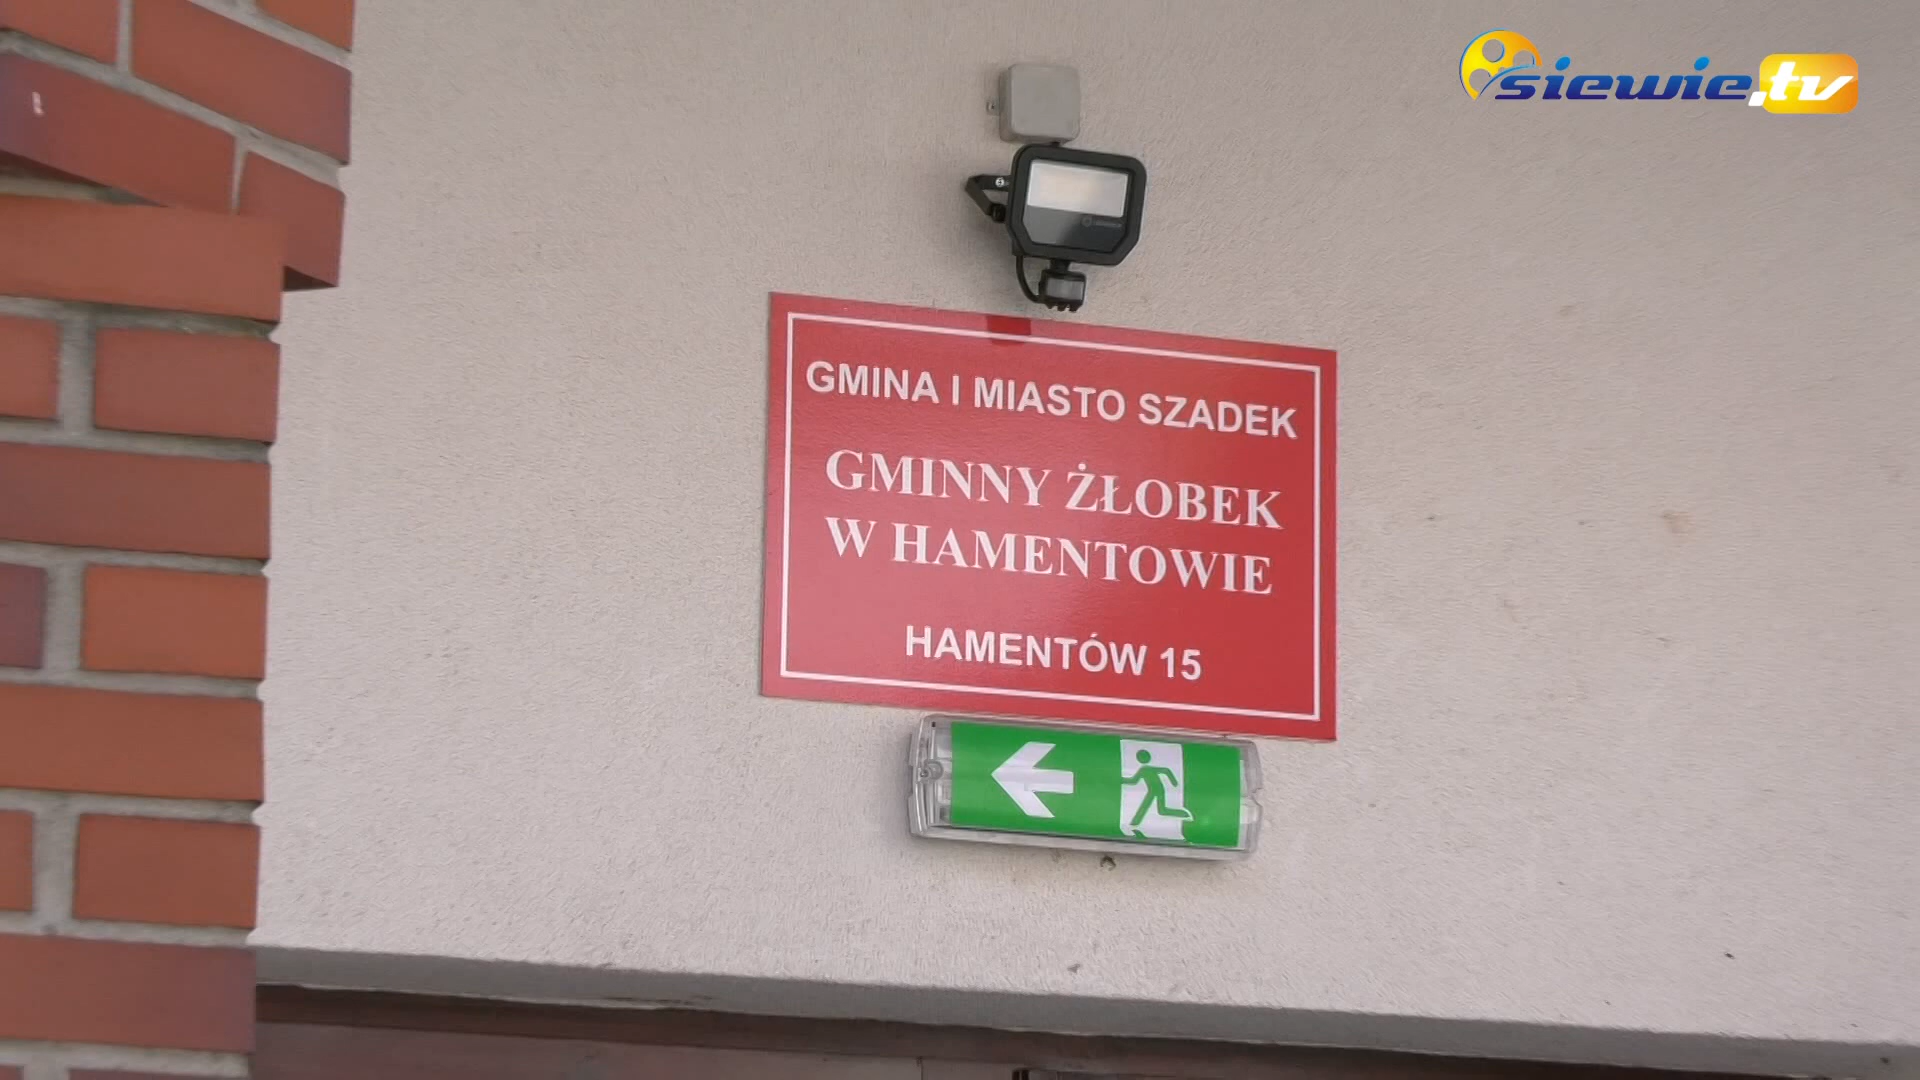 siewie.tv
GMINA I MIASTO SZADEK
GMINNY ŻŁOBEK
W HAMENTOWIE
HAMENTÓW 15